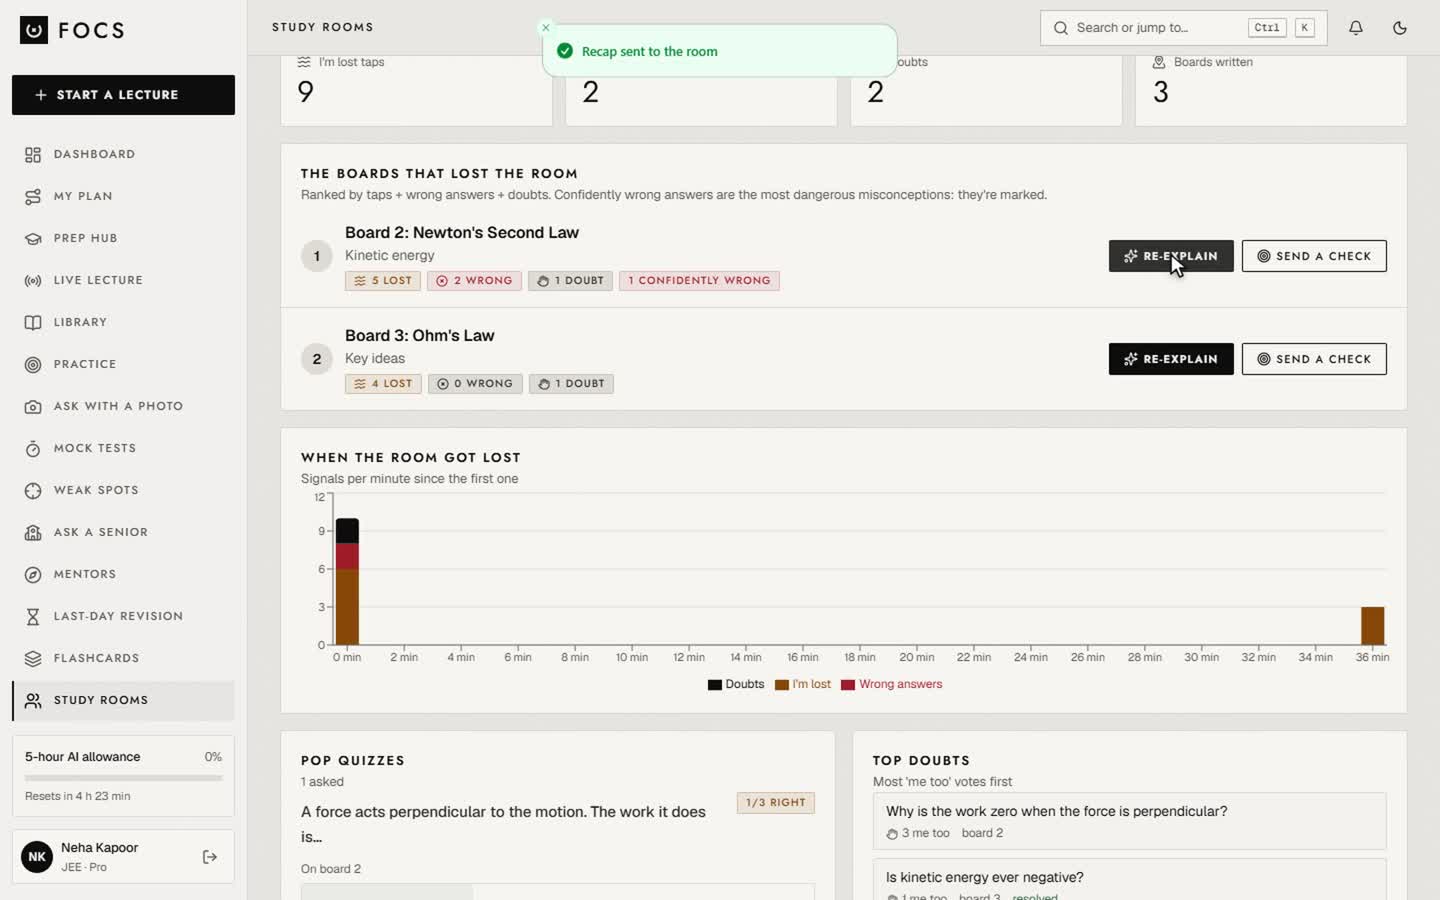 FOCS
STUDY ROOMS
Search or jump to...
Ctrl
K
Recap sent to the room
START A LECTURE
DASHBOARD
MY PLAN
PREP HUB
LIVE LECTURE
LIBRARY
PRACTICE
ASK WITH A PHOTO
MOCK TESTS
WEAK SPOTS
ASK A SENIOR
MENTORS
LAST-DAY REVISION
FLASHCARDS
STUDY ROOMS
5-hour AI allowance
0%
Resets in 4 h 23 min
NK
Neha Kapoor
JEE · Pro
I'm lost taps
9
2
oubts
2
Boards written
3
THE BOARDS THAT LOST THE ROOM
Ranked by taps + wrong answers + doubts. Confidently wrong answers are the most dangerous misconceptions: they're marked.
1
Board 2: Newton's Second Law
Kinetic energy
5 LOST
2 WRONG
1 DOUBT
1 CONFIDENTLY WRONG
RE-EXPLAIN
SEND A CHECK
2
Board 3: Ohm's Law
Key ideas
4 LOST
0 WRONG
1 DOUBT
RE-EXPLAIN
SEND A CHECK
WHEN THE ROOM GOT LOST
Signals per minute since the first one
12
9
6
3
0
0 min 2 min 4 min 6 min 8 min 10 min 12 min 14 min 16 min 18 min 20 min 22 min 24 min 26 min 28 min 30 min 32 min 34 min 36 min
Doubts I'm lost Wrong answers
POP QUIZZES
1 asked
A force acts perpendicular to the motion. The work it does
is...
1/3 RIGHT
On board 2
TOP DOUBTS
Most 'me too' votes first
Why is the work zero when the force is perpendicular?
3 me too board 2
Is kinetic energy ever negative?
1 me too board 3 resolved